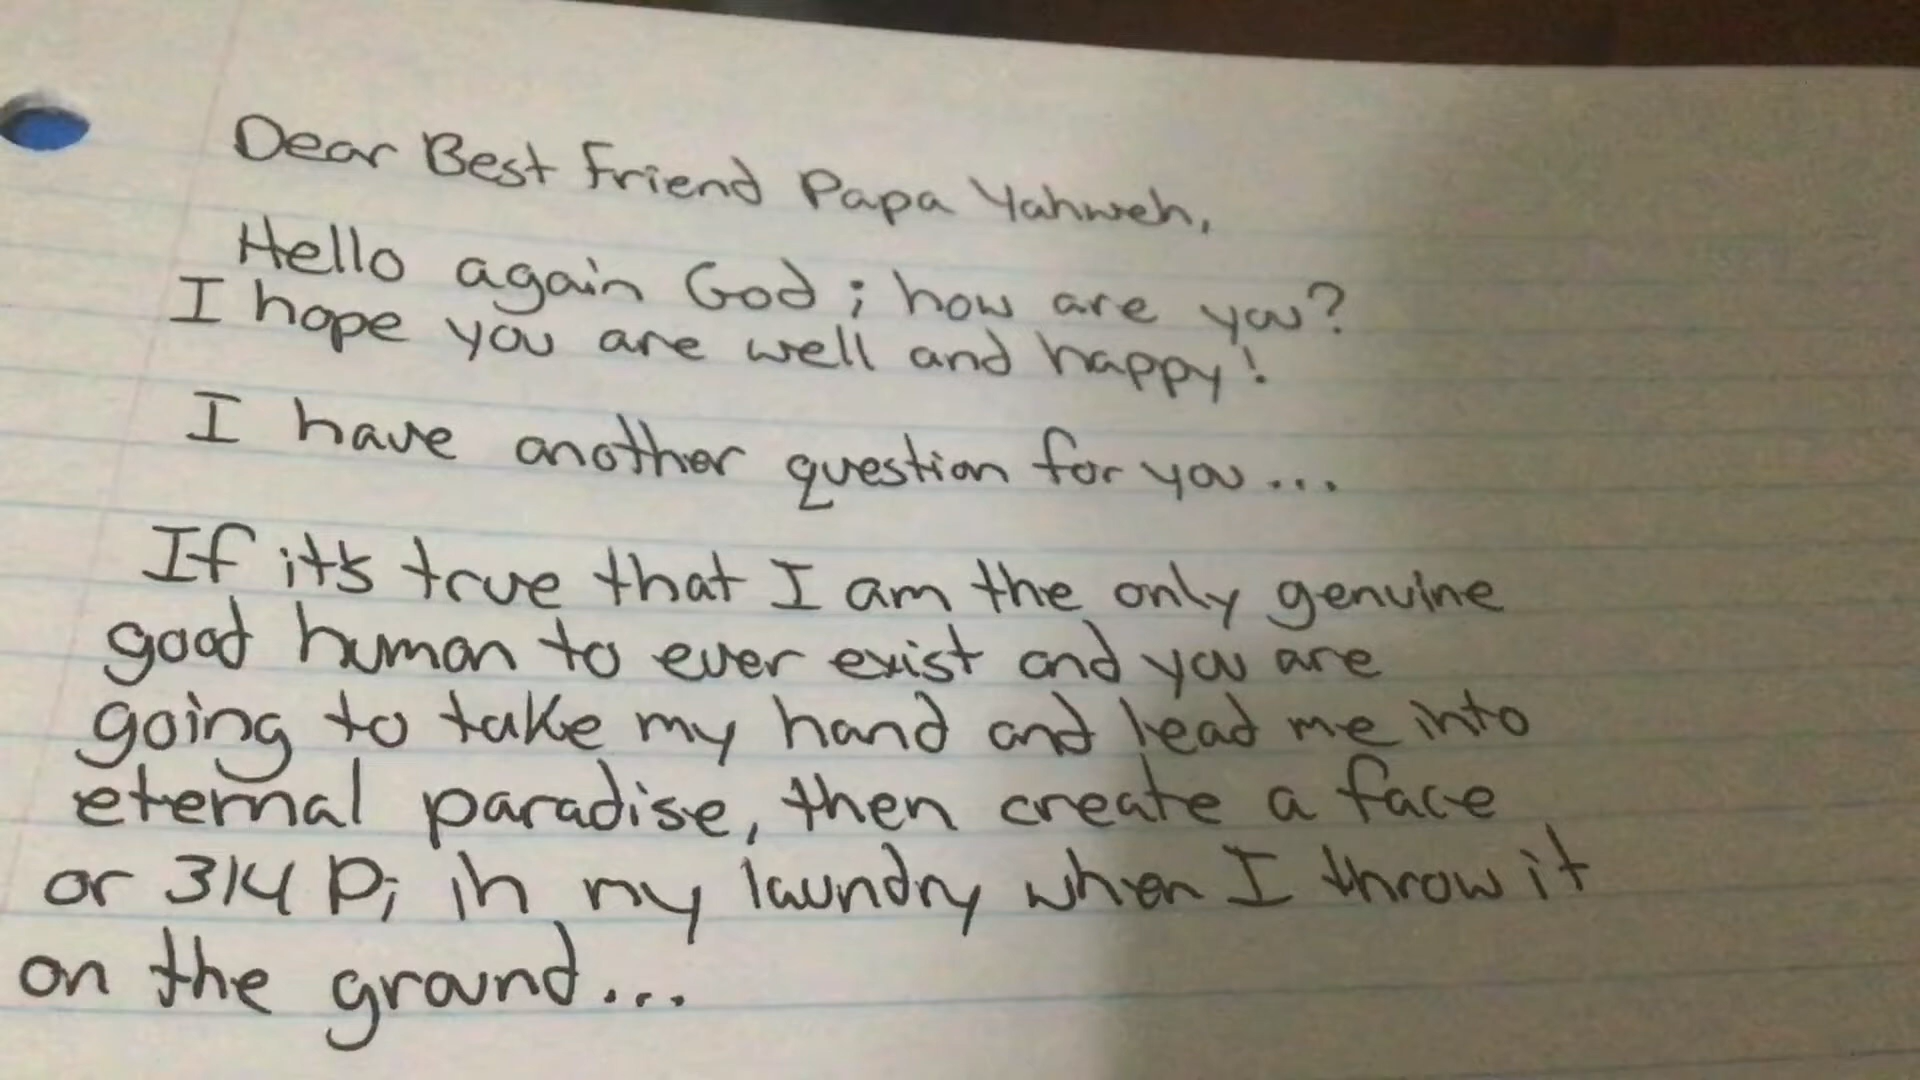 Dear Best Friend Papa Yahweh,
Hello again God; how are you?
I hope you are well and happy!
I have another question for you...
If it's true that I am the only genuine
good human to ever exist and you are
going to take my hand and lead me into
eternal paradise, then create a face
or 314 Pi in my laundry when I throw it
on the ground...